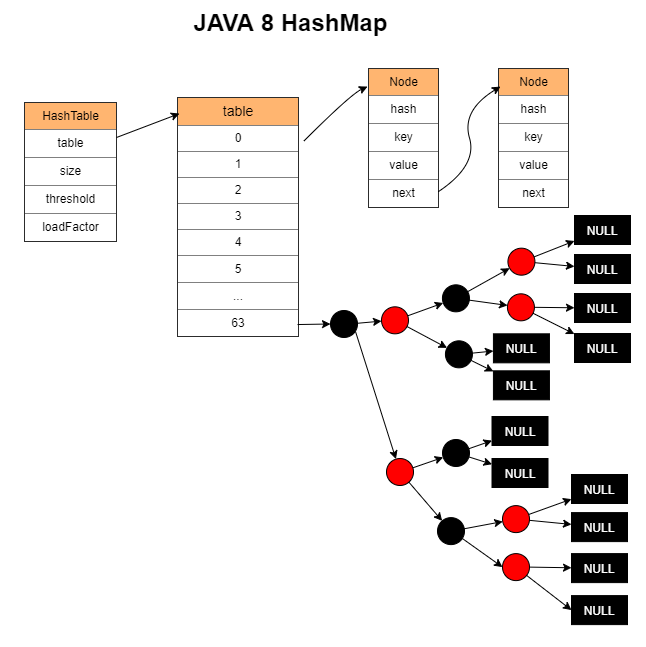 JAVA 8 HashMap
HashTable
table
size
threshold
loadFactor
table
0
1
2
3
4
5
...
63
Node
hash
key
value
next
Node
hash
key
value
next
NULL
NULL
NULL
NULL
NULL
NULL
NULL
NULL
NULL
NULL
NULL
NULL